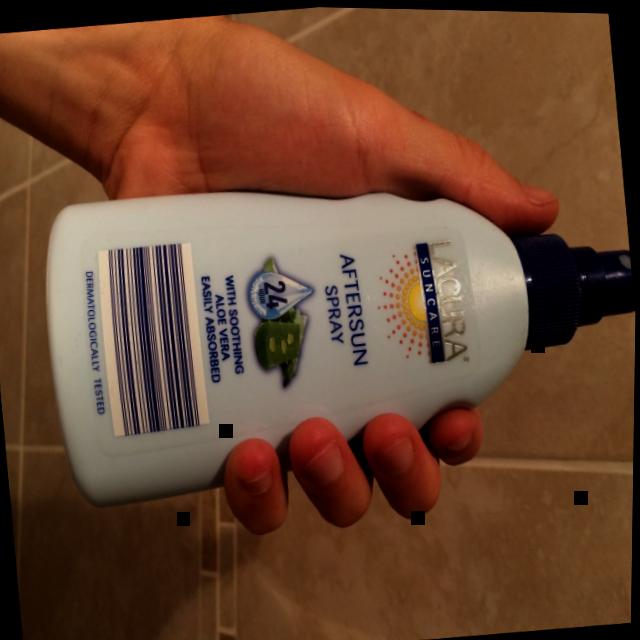 LACURA®
SUNCARE
AFTERSUN
SPRAY
24
WITH SOOTHING
ALOE VERA
EASILY ABSORBED
DERMATOLOGICALLY TESTED